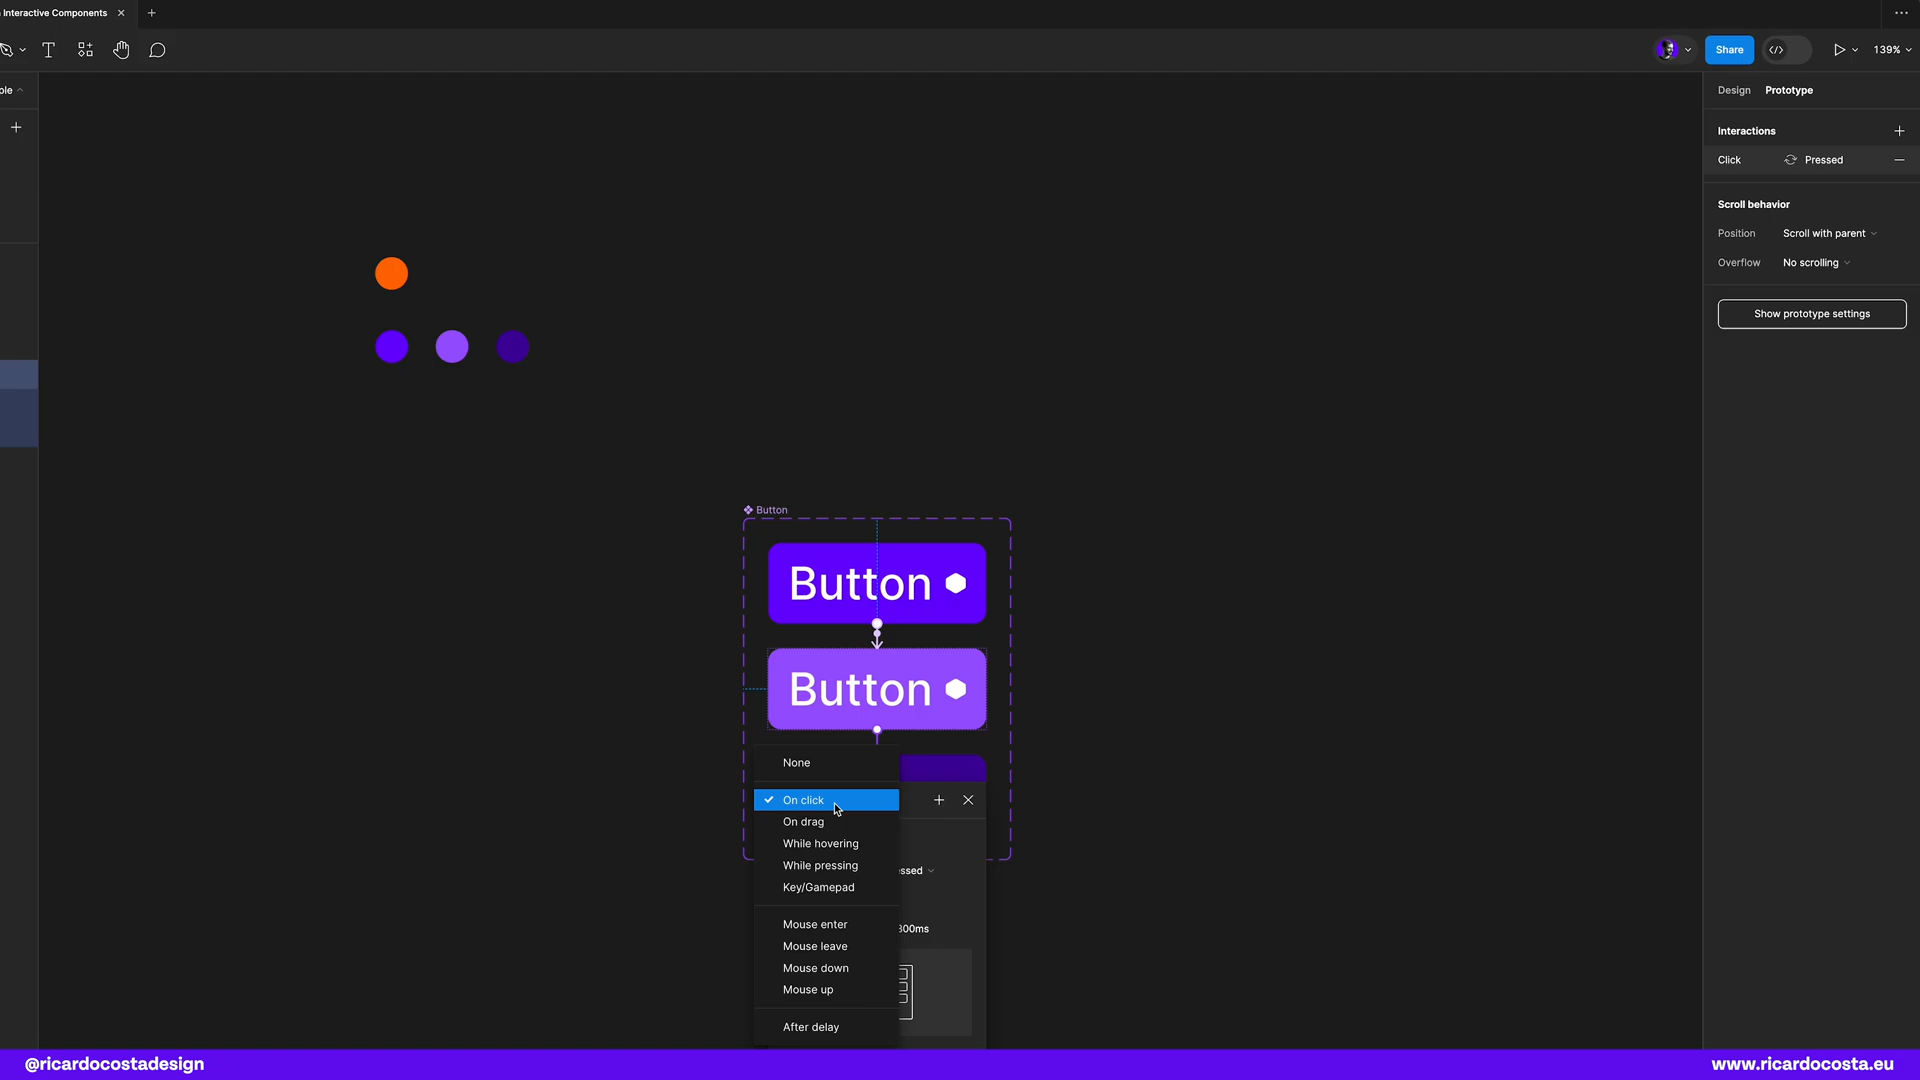 Interactive Components
Share
139%
Design Prototype
Interactions
Click Pressed
Scroll behavior
Position Scroll with parent
Overflow No scrolling
Show prototype settings
Button
Button
Button
None
On click
On drag
While hovering
While pressing
Key/Gamepad
Mouse enter
Mouse leave
Mouse down
Mouse up
After delay
@ricardocostadesign
www.ricardocosta.eu